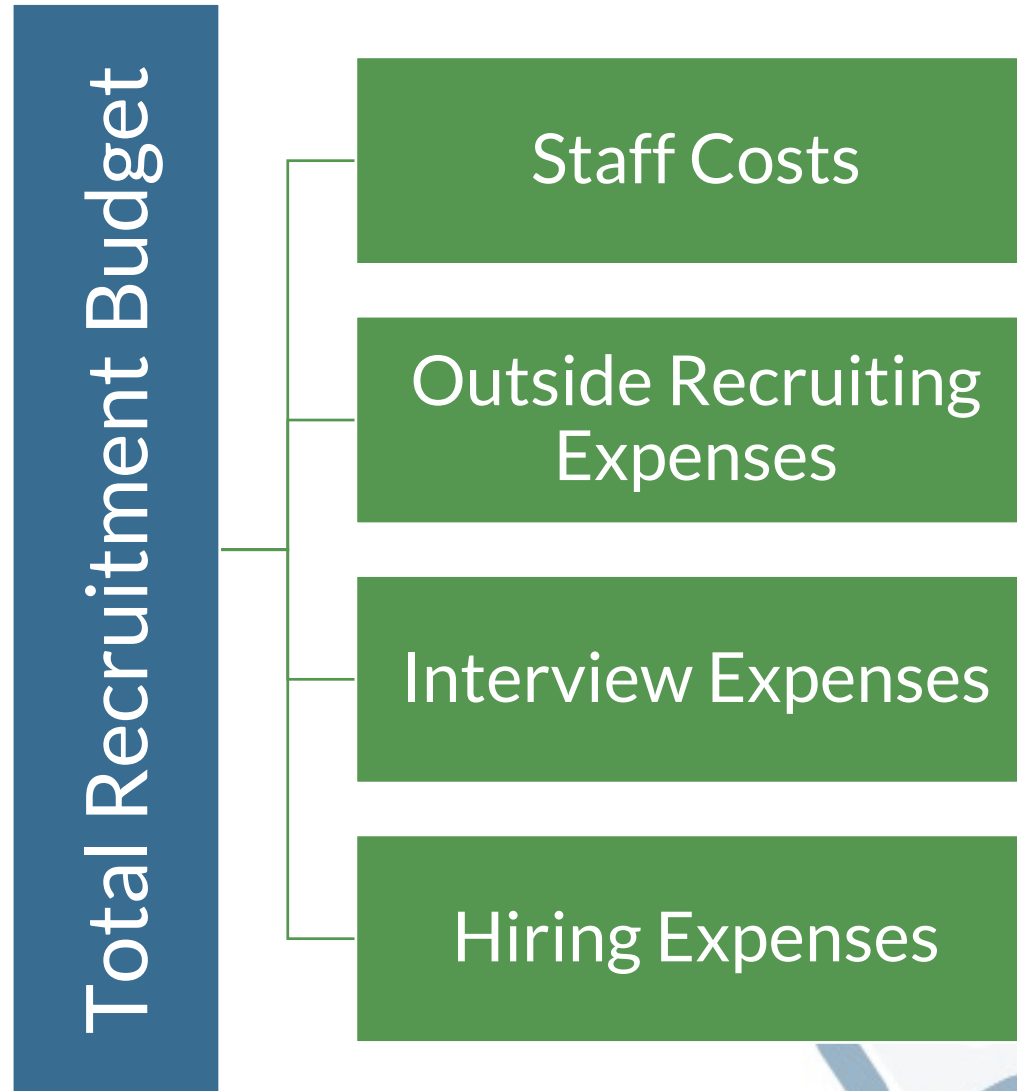 Total Recruitment Budget
Staff Costs
Outside Recruiting
Expenses
Interview Expenses
Hiring Expenses